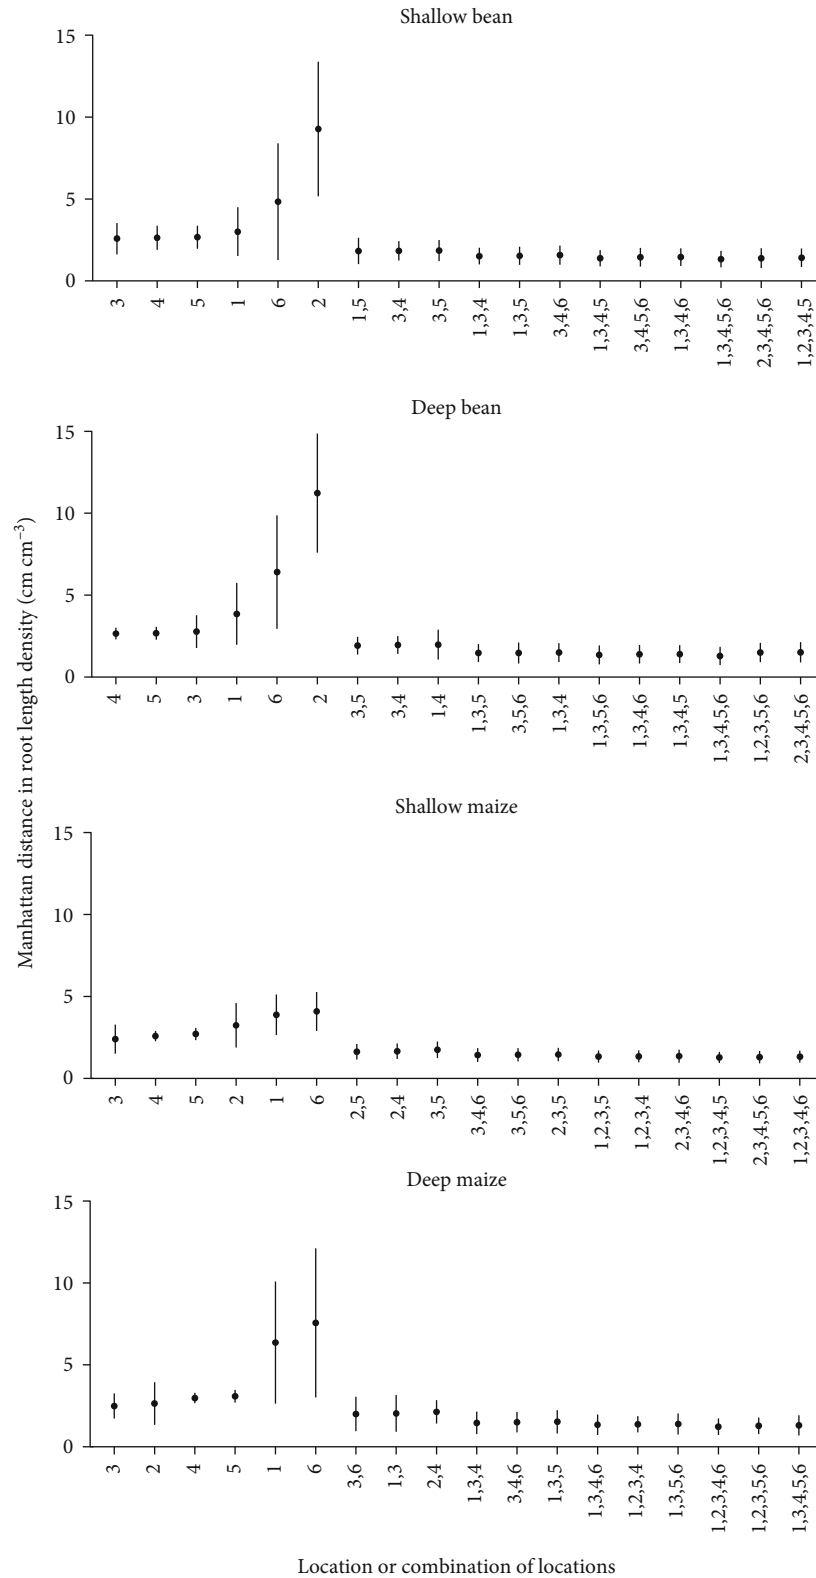 Shallow bean
15
10
5
0
3 4 5 1 6 2 1,5 3,4 3,5 1,3,4 1,3,5 3,4,6 1,3,4,5 3,4,5,6 1,3,4,6 1,3,4,5,6 2,3,4,5,6 1,2,3,4,5
Deep bean
15
10
5
0
4 5 3 1 6 2 3,5 3,4 1,4 1,3,5 3,5,6 1,3,4 1,3,5,6 1,3,4,6 1,3,4,5 1,3,4,5,6 1,2,3,5,6 2,3,4,5,6
Manhattan distance in root length density (cm cm⁻³)
Shallow maize
15
10
5
0
3 4 5 2 1 6 2,5 2,4 3,5 3,4,6 3,5,6 2,3,5 1,2,3,5 1,2,3,4 2,3,4,6 1,2,3,4,5 2,3,4,5,6 1,2,3,4,6
Deep maize
15
10
5
0
3 2 4 5 1 6 3,6 1,3 2,4 1,3,4 3,4,6 1,3,5 1,3,4,6 1,2,3,4 1,3,5,6 1,2,3,4,6 1,2,3,5,6 1,3,4,5,6
Location or combination of locations